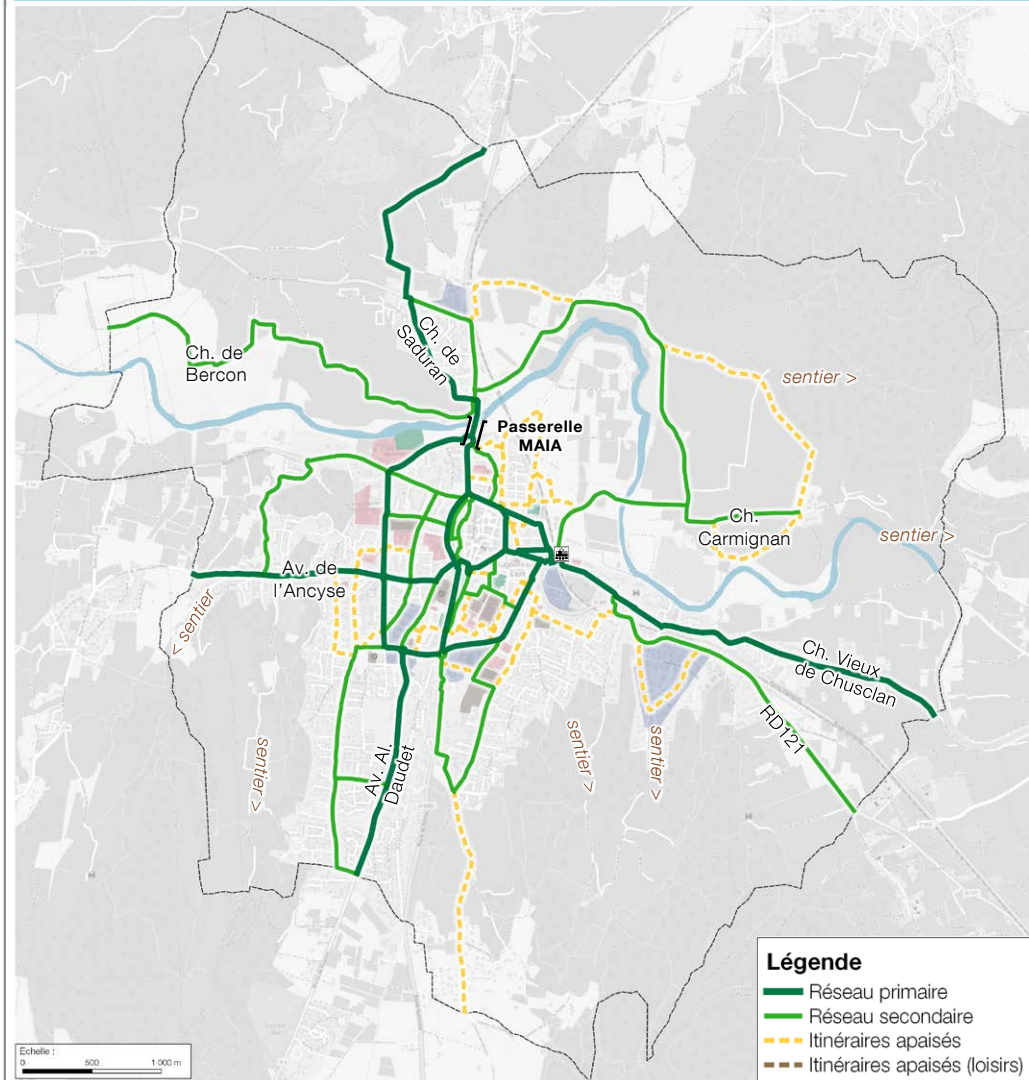 Ch. de
Saduran
Ch. de
Bercon
sentier >
Passerelle
MAIA
Ch.
Carmignan
sentier >
Av. de
l'Ancyse
< sentier
Ch. Vieux
de Chusclan
RD121
sentier >
sentier >
sentier >
Av. Al.
Daudet
Légende
Réseau primaire
Réseau secondaire
Itinéraires apaisés
Itinéraires apaisés (loisirs)
Echelle :
0 500 1 000 m